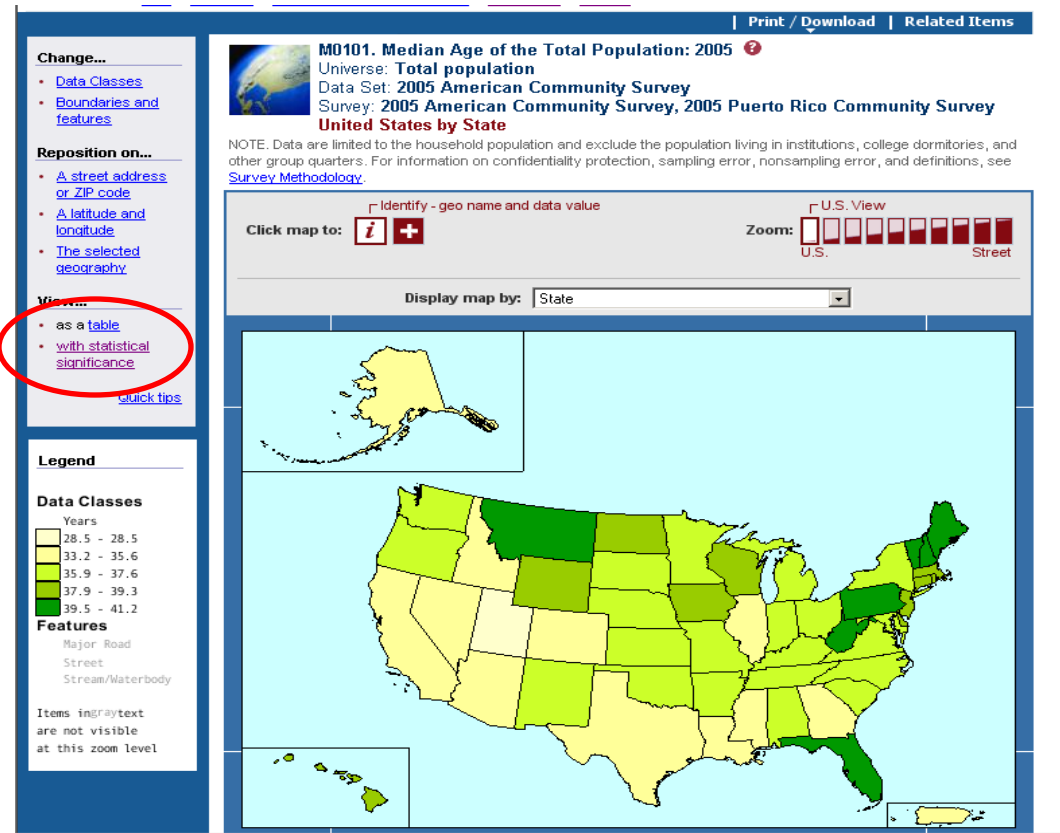 | Print / Download | Related Items
Change...
• Data Classes
• Boundaries and
features
Reposition on...
• A street address
or ZIP code
• A latitude and
longitude
• The selected
geography
View...
• as a table
• with statistical
significance
Quick tips
Legend
Data Classes
Years
28.5 - 28.5
33.2 - 35.6
35.9 - 37.6
37.9 - 39.3
39.5 - 41.2
Features
Major Road
Street
Stream/Waterbody
Items ingraytext
are not visible
at this zoom level
M0101. Median Age of the Total Population: 2005 ?
Universe: Total population
Data Set: 2005 American Community Survey
Survey: 2005 American Community Survey, 2005 Puerto Rico Community Survey
United States by State
NOTE. Data are limited to the household population and exclude the population living in institutions, college dormitories, and
other group quarters. For information on confidentiality protection, sampling error, nonsampling error, and definitions, see
Survey Methodology.
Identify - geo name and data value
Click map to: i +
U.S. View
Zoom:
U.S. Street
Display map by: State